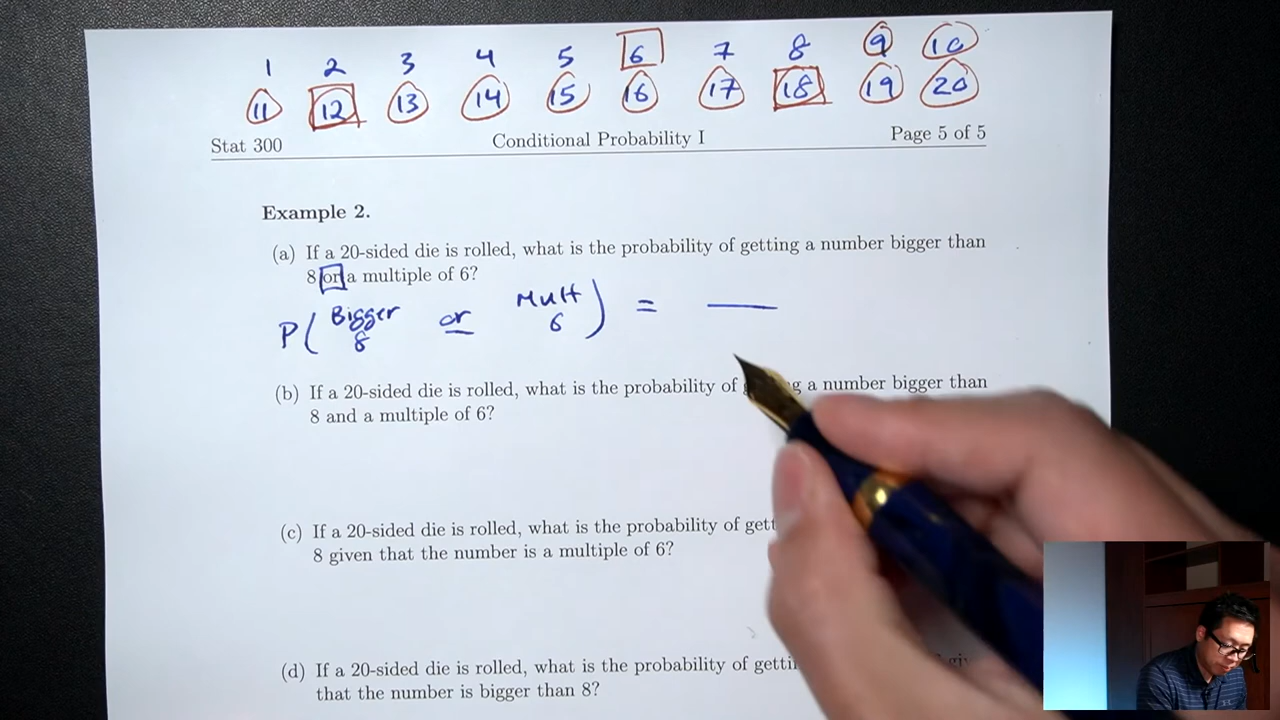 1 2 3 4 5 6 7 8 9 10
11 12 13 14 15 16 17 18 19 20
Stat 300 Conditional Probability I Page 5 of 5
Example 2.
(a) If a 20-sided die is rolled, what is the probability of getting a number bigger than
8 or a multiple of 6?
P( Bigger 8 or Mult 6 ) =
(b) If a 20-sided die is rolled, what is the probability of g a number bigger than
8 and a multiple of 6?
(c) If a 20-sided die is rolled, what is the probability of gett
8 given that the number is a multiple of 6?
(d) If a 20-sided die is rolled, what is the probability of getti
that the number is bigger than 8?